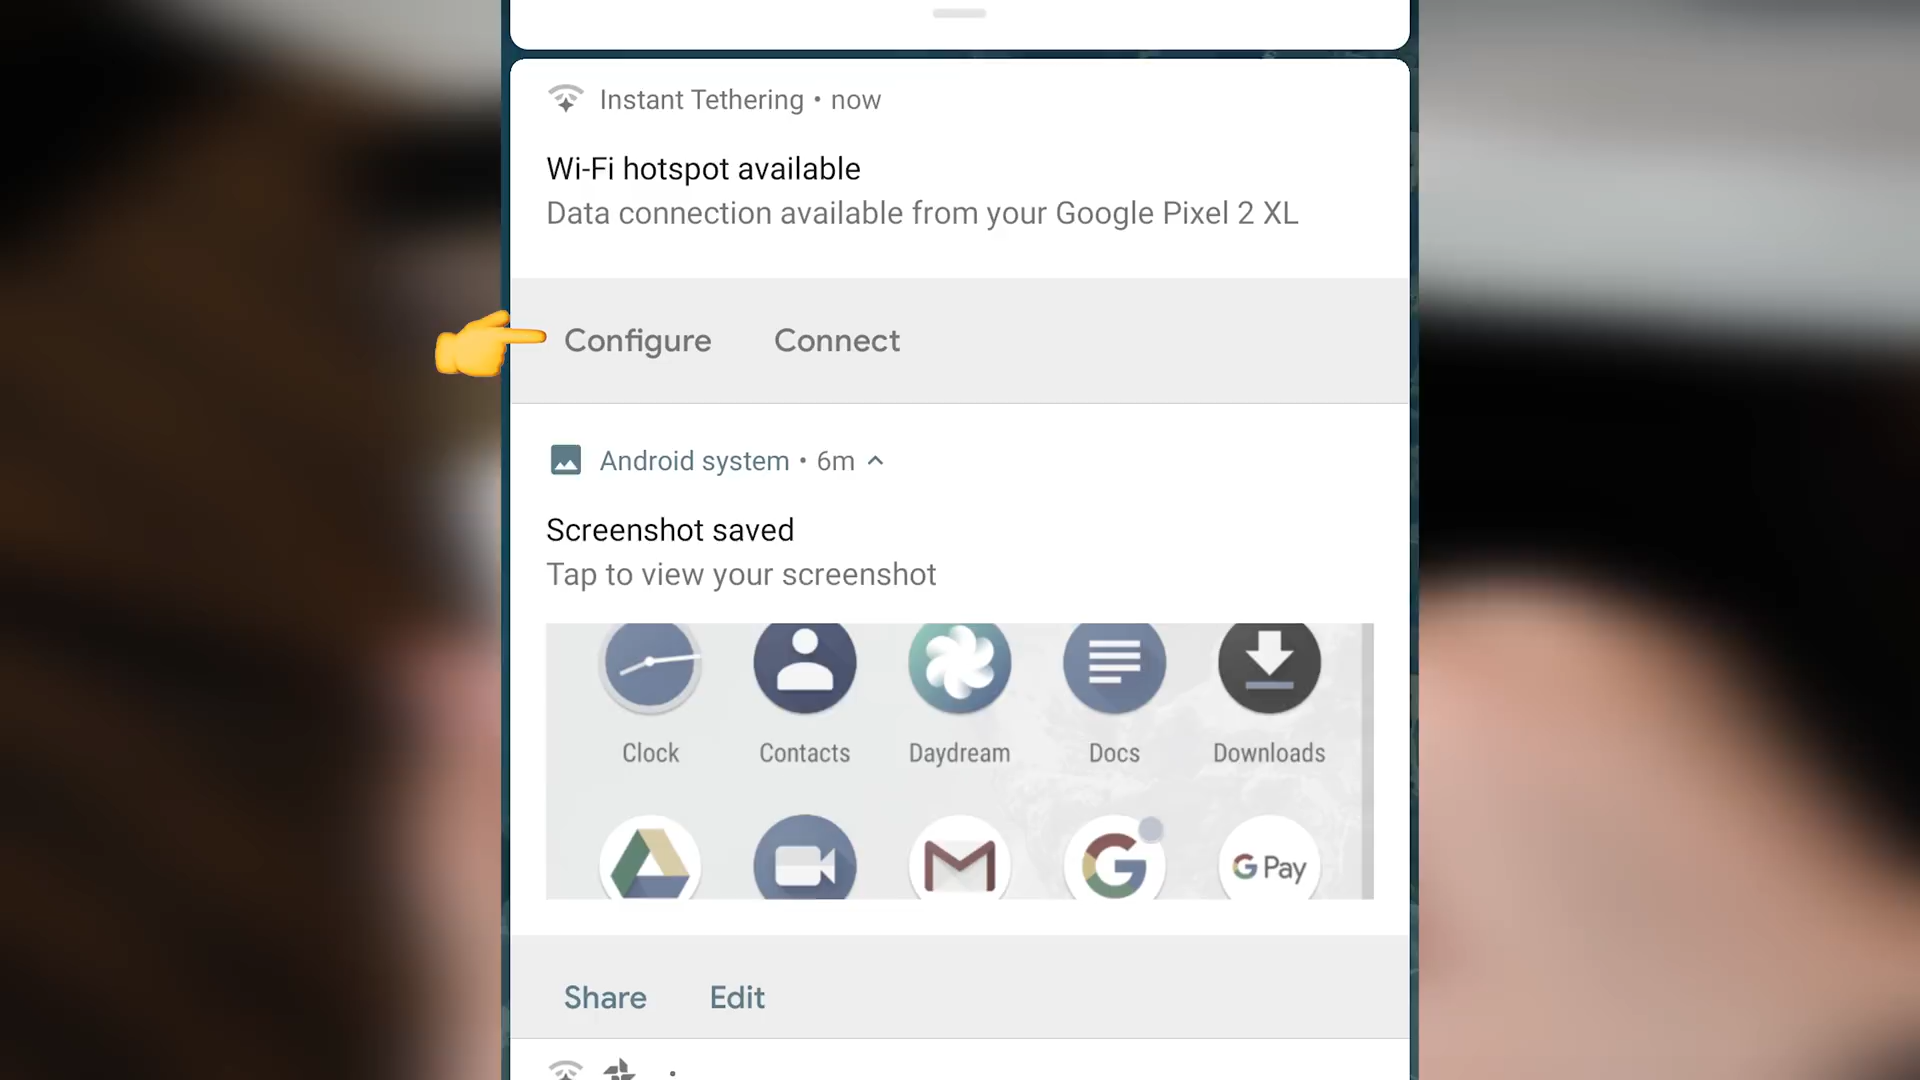 Instant Tethering • now
Wi-Fi hotspot available
Data connection available from your Google Pixel 2 XL
Configure Connect
Android system • 6m
Screenshot saved
Tap to view your screenshot
Clock Contacts Daydream Docs Downloads
G Pay
Share Edit